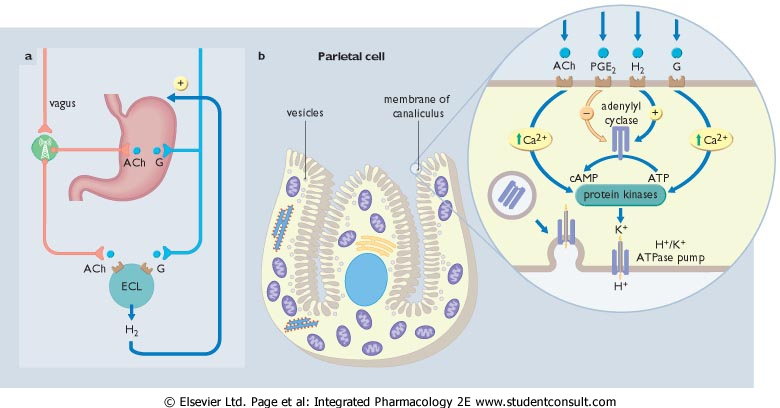 a
vagus
+
ACh G
ACh G
ECL
H2
b
Parietal cell
vesicles
membrane of
canaliculus
ACh PGE2 H2 G
adenylyl
cyclase
− +
↑Ca2+ ↑Ca2+
cAMP ATP
protein kinases
K+
H+/K+
ATPase pump
H+
© Elsevier Ltd. Page et al: Integrated Pharmacology 2E www.studentconsult.com